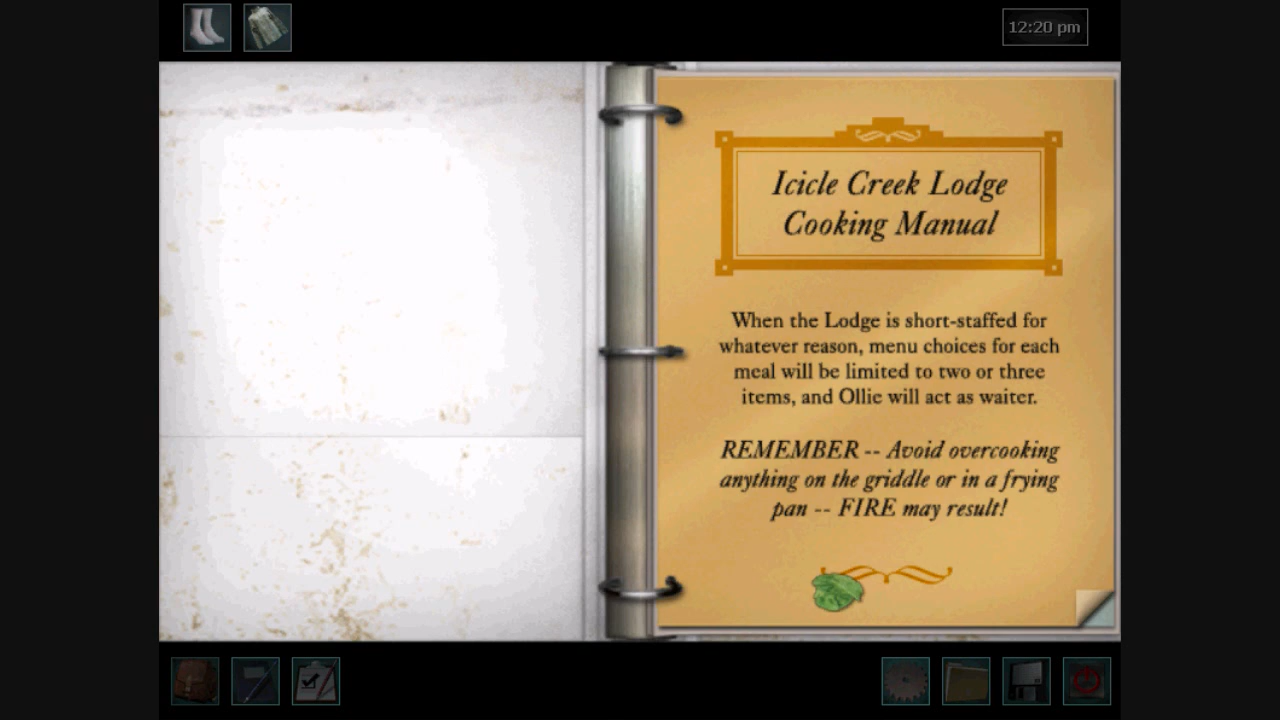 12:20 pm
Icicle Creek Lodge
Cooking Manual
When the Lodge is short-staffed for
whatever reason, menu choices for each
meal will be limited to two or three
items, and Ollie will act as waiter.
REMEMBER -- Avoid overcooking
anything on the griddle or in a frying
pan -- FIRE may result!